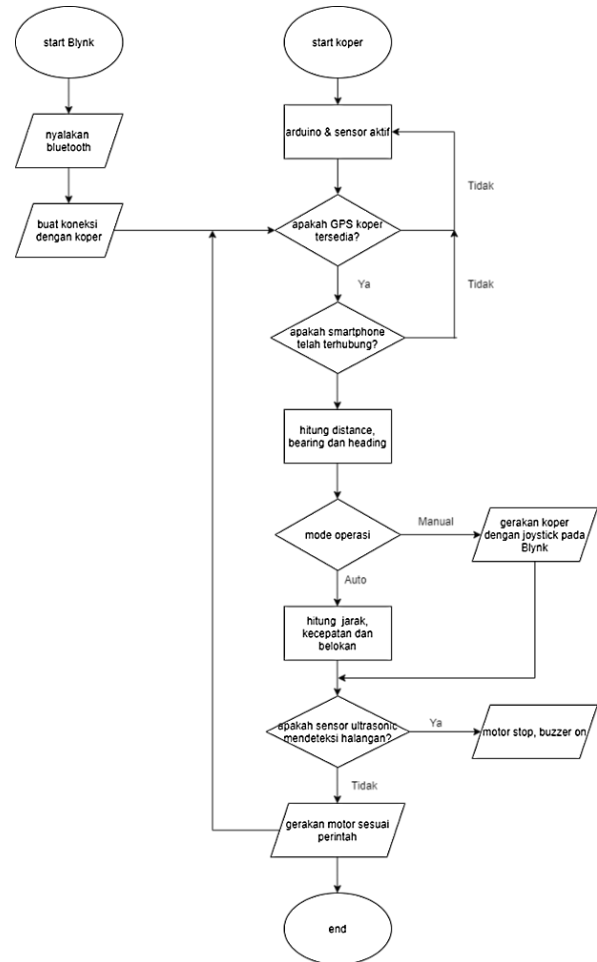 start Blynk
nyalakan
bluetooth
buat koneksi
dengan koper
start koper
arduino & sensor aktif
Tidak
apakah GPS koper
tersedia?
Ya
Tidak
apakah smartphone
telah terhubung?
hitung distance,
bearing dan heading
mode operasi
Manual
gerakan koper
dengan joystick pada
Blynk
Auto
hitung jarak,
kecepatan dan
belokan
apakah sensor ultrasonic
mendeteksi halangan?
Ya
motor stop, buzzer on
Tidak
gerakan motor sesuai
perintah
end